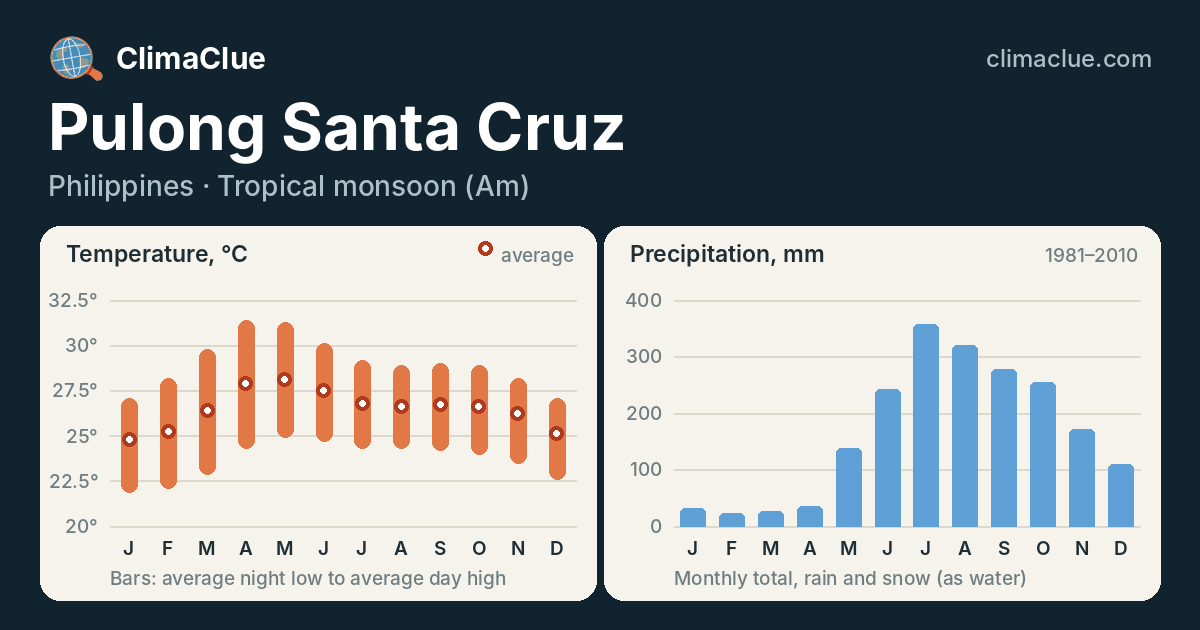 ClimaClue
climaclue.com
Pulong Santa Cruz
Philippines · Tropical monsoon (Am)
Temperature, °C
average
32.5°
30°
27.5°
25°
22.5°
20°
J F M A M J J A S O N D
Bars: average night low to average day high
Precipitation, mm
1981–2010
400
300
200
100
0
J F M A M J J A S O N D
Monthly total, rain and snow (as water)